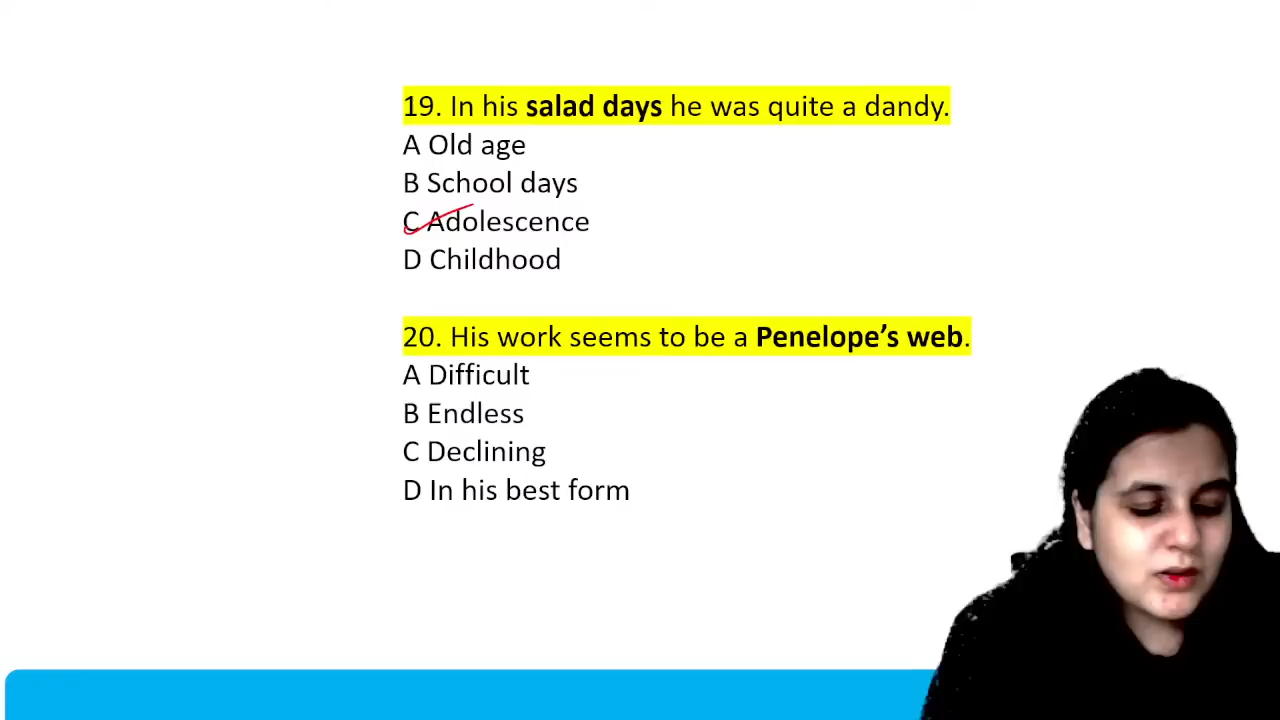 19. In his salad days he was quite a dandy.
A Old age
B School days
C Adolescence
D Childhood
20. His work seems to be a Penelope’s web.
A Difficult
B Endless
C Declining
D In his best form